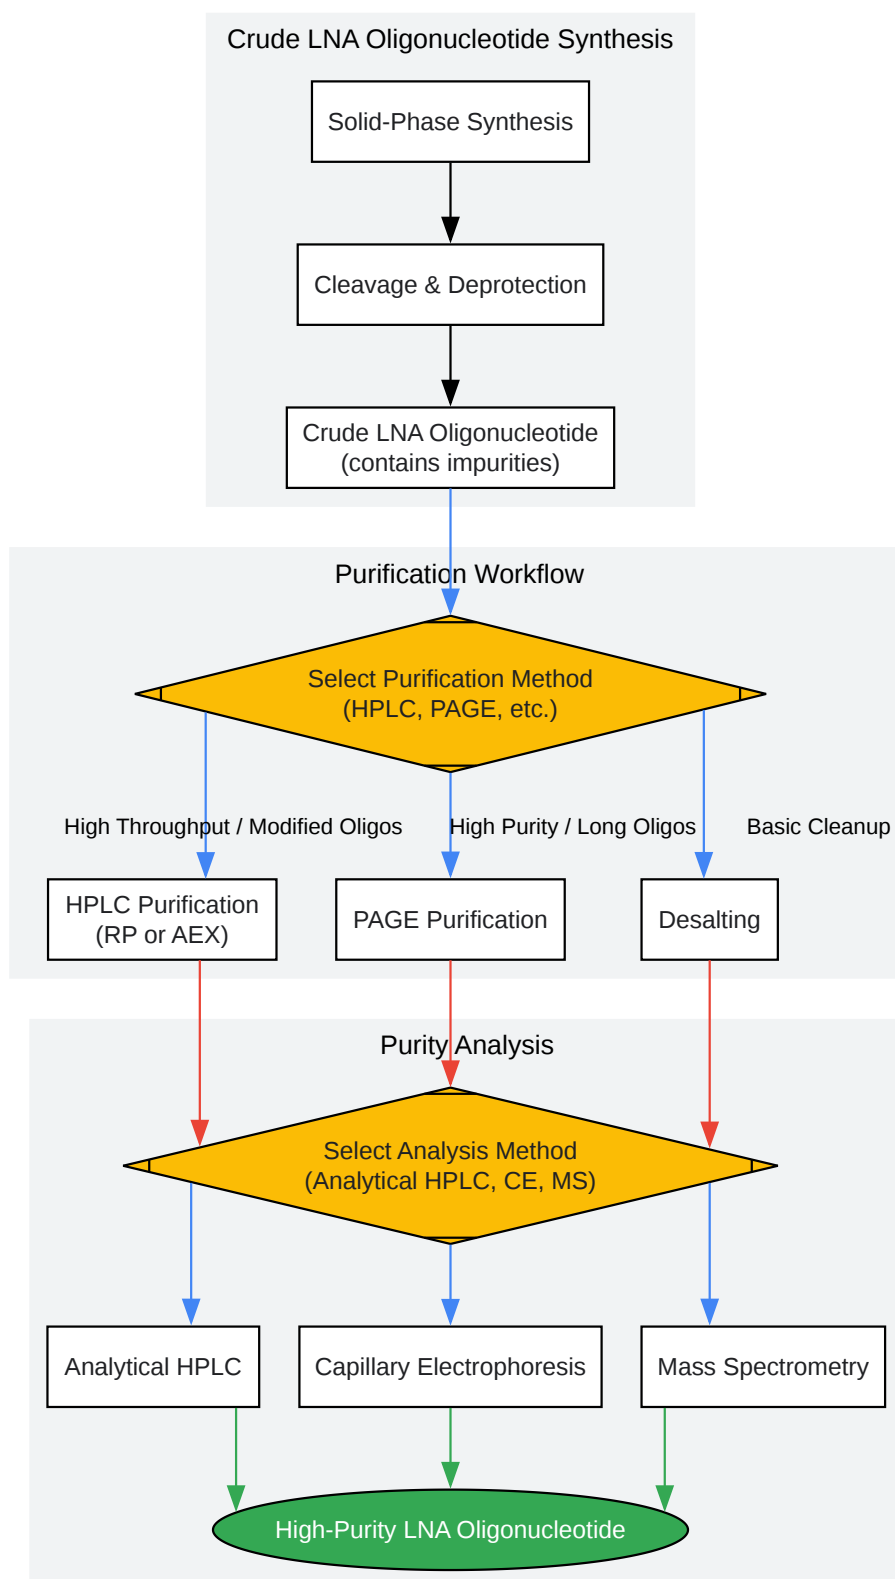 Crude LNA Oligonucleotide Synthesis
Solid-Phase Synthesis
Cleavage & Deprotection
Crude LNA Oligonucleotide
(contains impurities)
Purification Workflow
Select Purification Method
(HPLC, PAGE, etc.)
High Throughput / Modified Oligos
High Purity / Long Oligos
Basic Cleanup
HPLC Purification
(RP or AEX)
PAGE Purification
Desalting
Purity Analysis
Select Analysis Method
(Analytical HPLC, CE, MS)
Analytical HPLC
Capillary Electrophoresis
Mass Spectrometry
High-Purity LNA Oligonucleotide